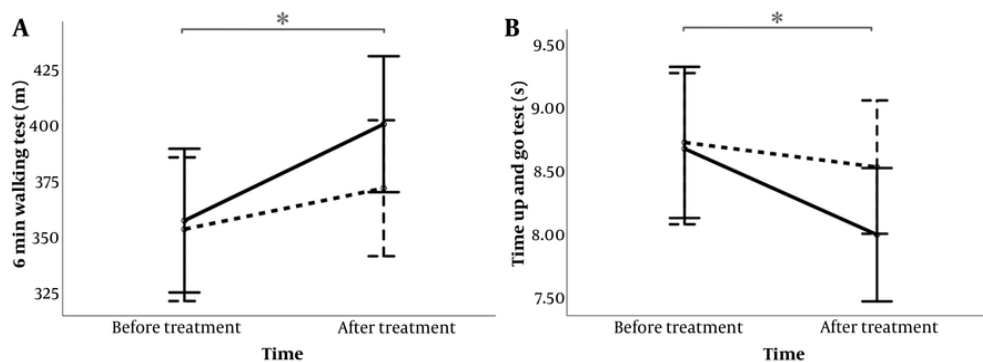 A
*
6 min walking test (m)
425
400
375
350
325
Before treatment
After treatment
Time
B
*
Time up and go test (s)
9.50
9.00
8.50
8.00
7.50
Before treatment
After treatment
Time